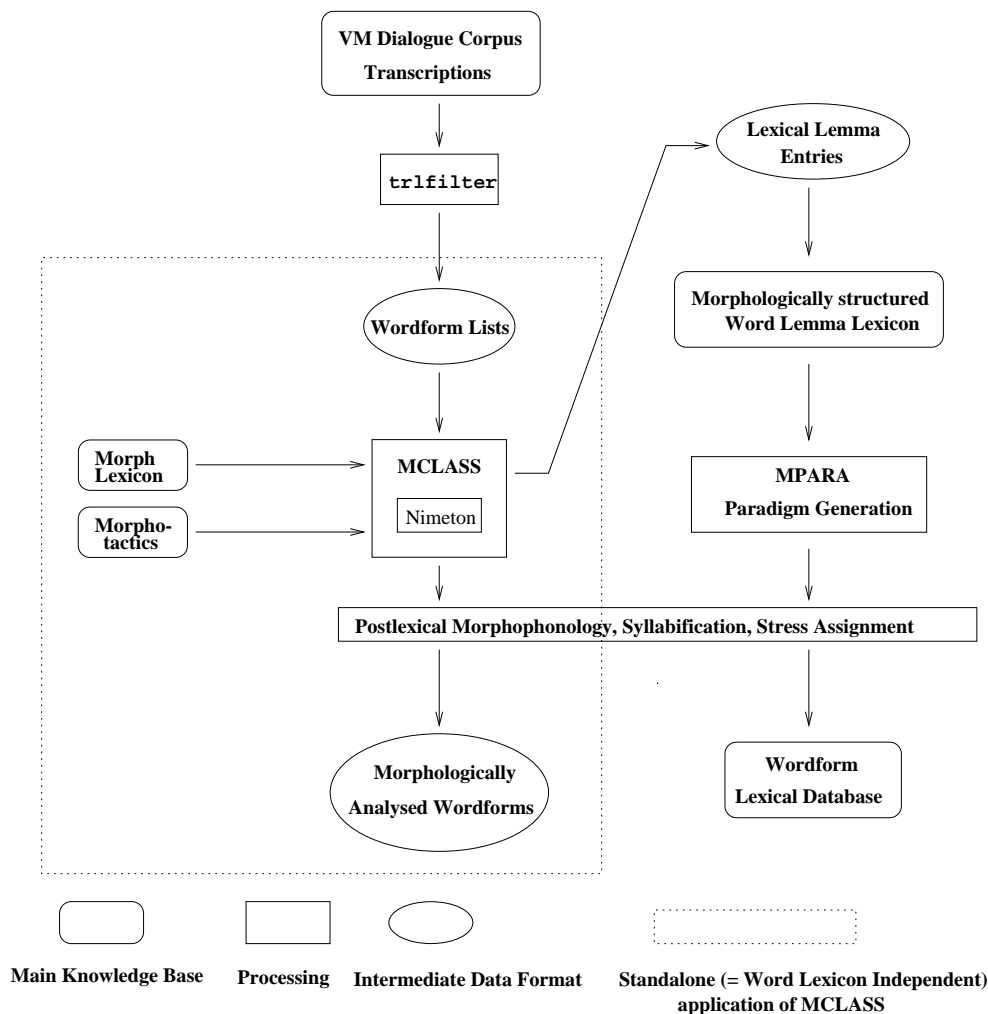 VM Dialogue Corpus
Transcriptions
trlfilter
Wordform Lists
Morph
Lexicon
Morpho-
tactics
MCLASS
Nimeton
Lexical Lemma
Entries
Morphologically structured
Word Lemma Lexicon
MPARA
Paradigm Generation
Postlexical Morphophonology, Syllabification, Stress Assignment
Morphologically
Analysed Wordforms
Wordform
Lexical Database
Main Knowledge Base
Processing
Intermediate Data Format
Standalone (= Word Lexicon Independent)
application of MCLASS